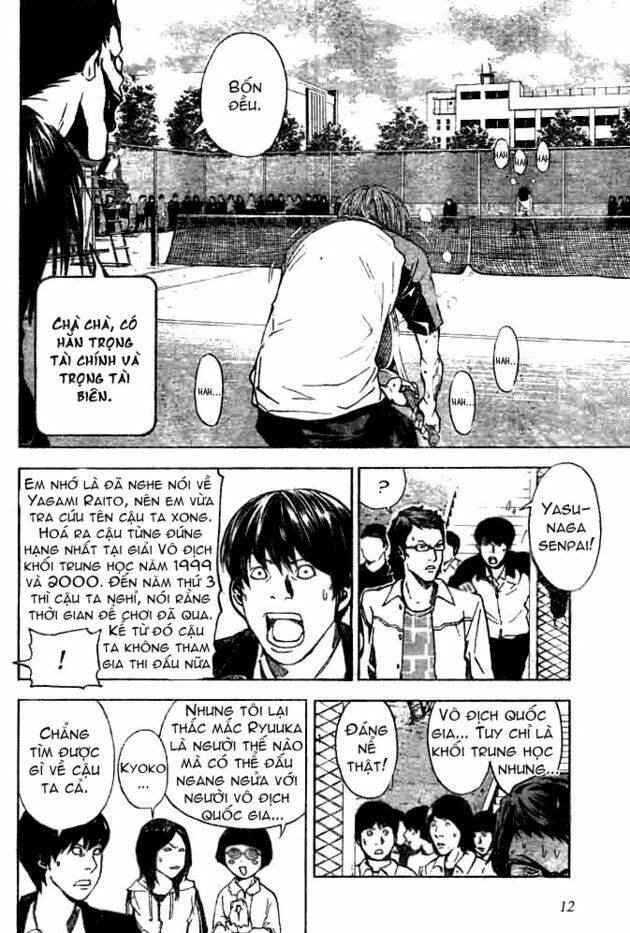 BỐN
ĐỀU.
HAH
HAH
HAH
CHÀ CHÀ, CÓ
HẲN TRỌNG
TÀI CHÍNH VÀ
TRỌNG TÀI
BIÊN.
HAH
...
HAH
...
HAH
...
YASU-
NAGA
SENPAI!
?
EM NHỚ LÀ ĐÃ NGHE NÓI VỀ
YAGAMI RAITO, NÊN EM VỪA
TRA CỨU TÊN CẬU TA XONG.
HOÁ RA CẬU TỪNG ĐỨNG
HẠNG NHẤT TẠI GIẢI VÔ ĐỊCH
KHỐI TRUNG HỌC NĂM 1999
VÀ 2000. ĐẾN NĂM THỨ 3
THÌ CẬU TA NGHỈ, NÓI RẰNG
THỜI GIAN ĐỂ CHƠI ĐÃ QUA.
KỂ TỪ ĐÓ CẬU
TA KHÔNG THAM
GIA THI ĐẤU NỮA
!
VÔ ĐỊCH QUỐC
GIA... TUY CHỈ LÀ
KHỐI TRUNG HỌC
NHƯNG...
ĐÁNG
NỂ
THẬT!
NHƯNG TÔI LẠI
THẮC MẮC RYUUKA
LÀ NGƯỜI THẾ NÀO
MÀ CÓ THỂ ĐẤU
NGANG NGỬA VỚI
NGƯỜI VÔ ĐỊCH
QUỐC GIA...
KYOKO
...
CHẲNG
TÌM ĐƯỢC
GÌ VỀ CẬU
TA CẢ.
12